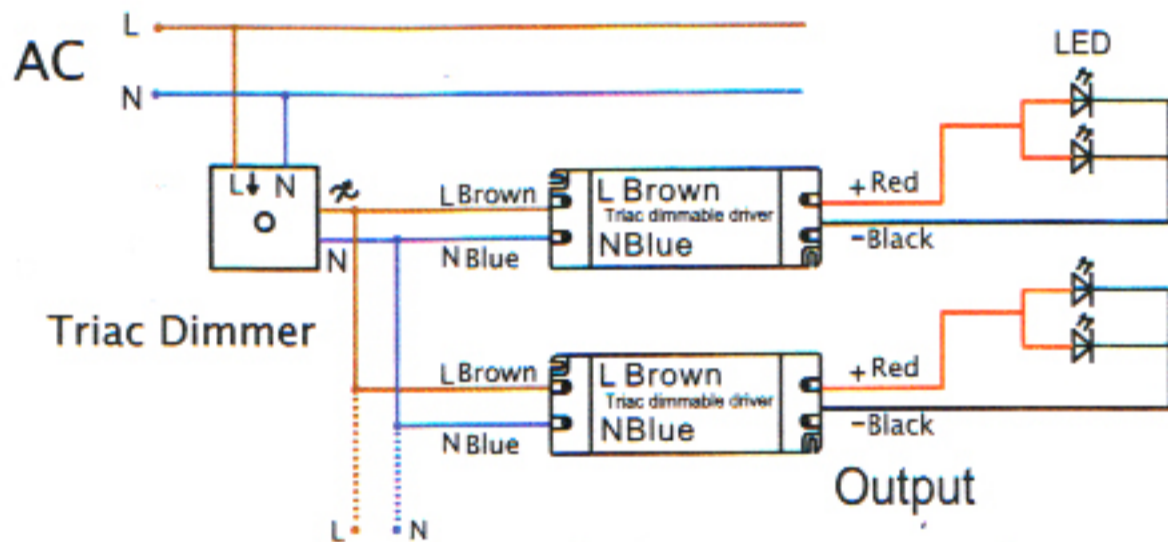 L
AC
N
LED
L N
N
Triac Dimmer
L Brown
N Blue
L Brown
Triac dimmable driver
NBlue
+ Red
-Black
L Brown
N Blue
L Brown
Triac dimmable driver
NBlue
+ Red
-Black
Output
L N